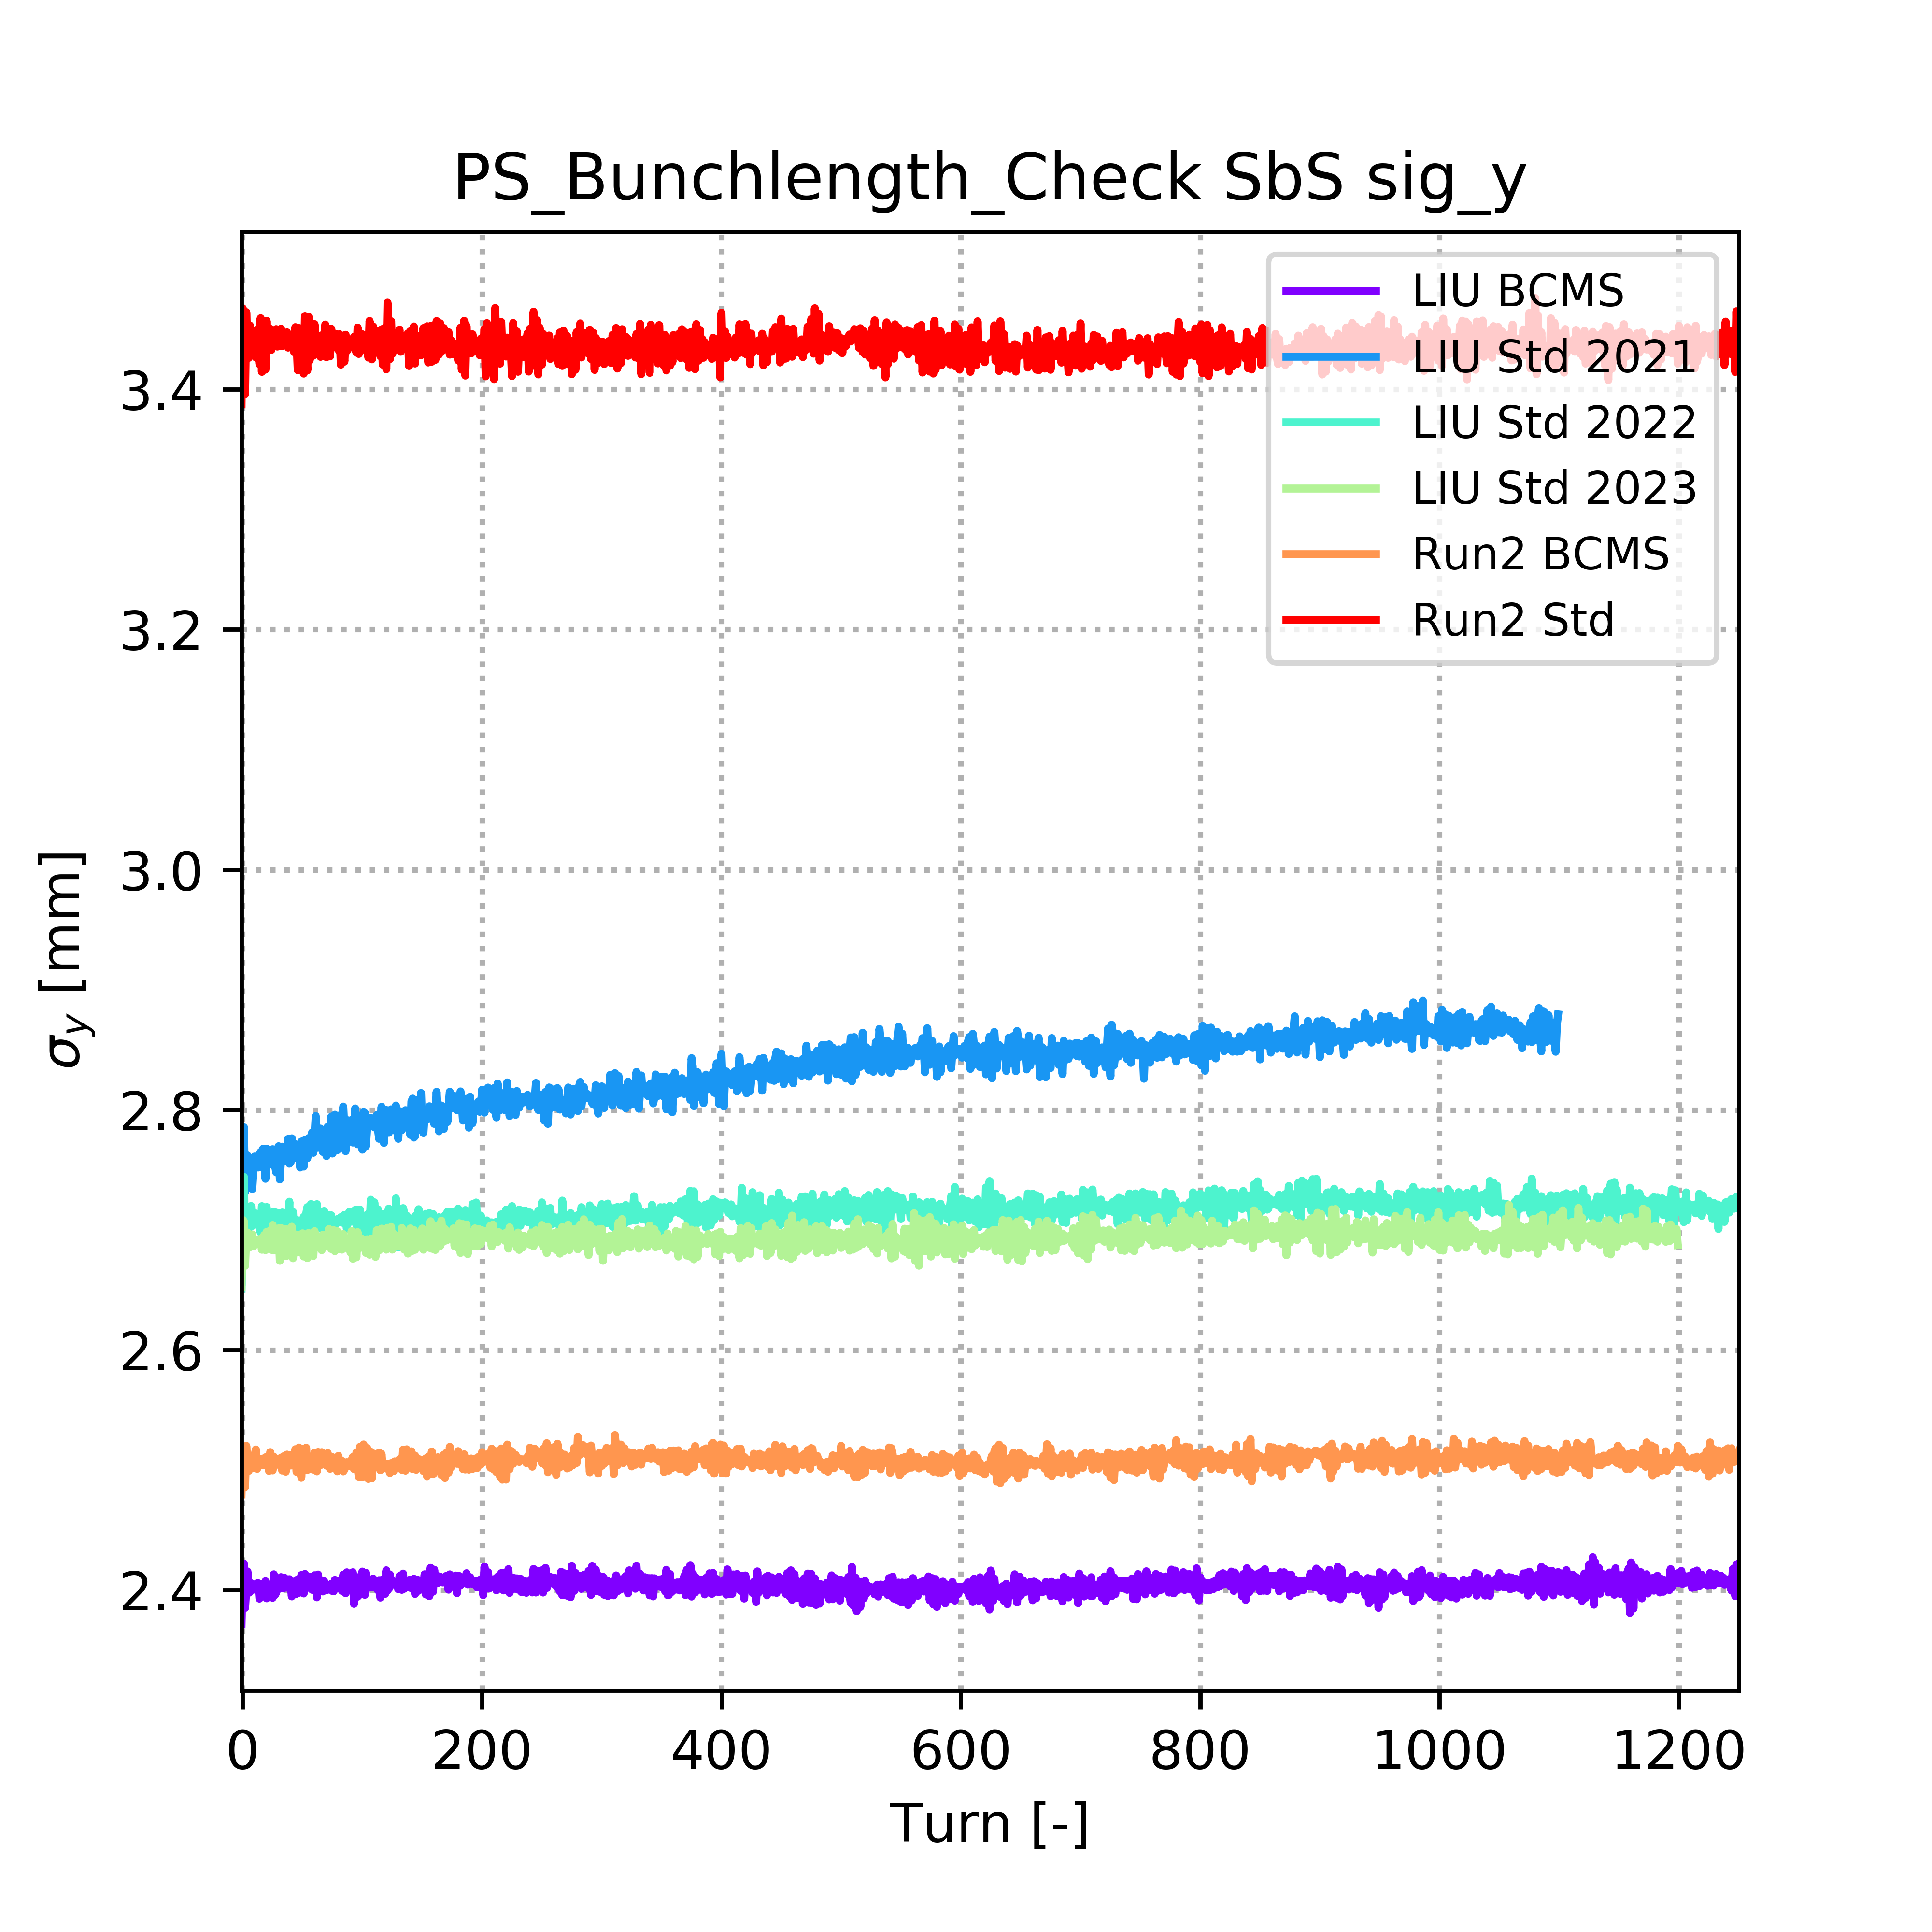 PS_Bunchlength_Check SbS sig_y
LIU BCMS
LIU Std 2021
LIU Std 2022
LIU Std 2023
Run2 BCMS
Run2 Std
3.4
3.2
3.0
2.8
2.6
2.4
σy [mm]
0 200 400 600 800 1000 1200
Turn [-]